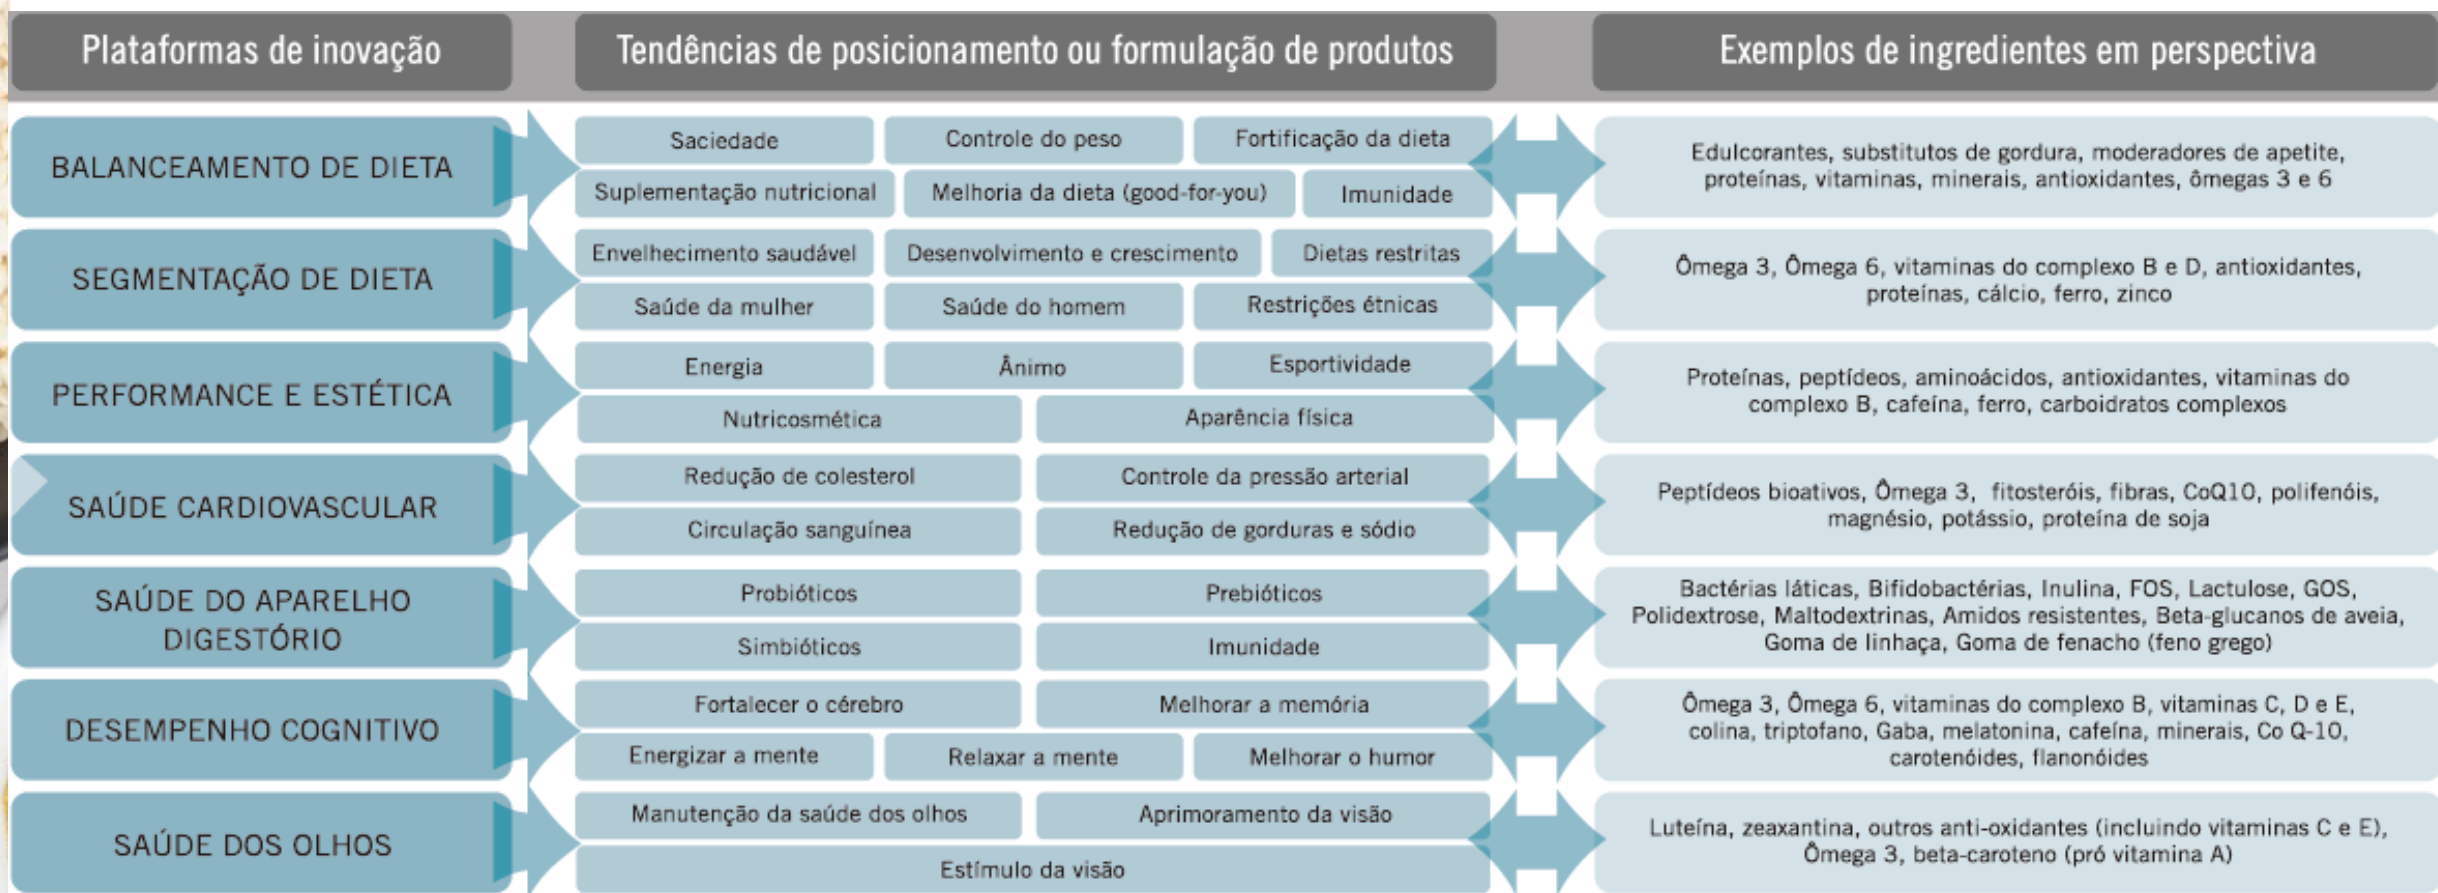 Plataformas de inovação
Tendências de posicionamento ou formulação de produtos
Exemplos de ingredientes em perspectiva
BALANCEAMENTO DE DIETA
Saciedade
Controle do peso
Fortificação da dieta
Suplementação nutricional
Melhoria da dieta (good-for-you)
Imunidade
Edulcorantes, substitutos de gordura, moderadores de apetite,
proteínas, vitaminas, minerais, antioxidantes, ômegas 3 e 6
SEGMENTAÇÃO DE DIETA
Envelhecimento saudável
Desenvolvimento e crescimento
Dietas restritas
Saúde da mulher
Saúde do homem
Restrições étnicas
Ômega 3, Ômega 6, vitaminas do complexo B e D, antioxidantes,
proteínas, cálcio, ferro, zinco
PERFORMANCE E ESTÉTICA
Energia
Ânimo
Esportividade
Nutricosmética
Aparência física
Proteínas, peptídeos, aminoácidos, antioxidantes, vitaminas do
complexo B, cafeína, ferro, carboidratos complexos
SAÚDE CARDIOVASCULAR
Redução de colesterol
Controle da pressão arterial
Circulação sanguínea
Redução de gorduras e sódio
Peptídeos bioativos, Ômega 3, fitosteróis, fibras, CoQ10, polifenóis,
magnésio, potássio, proteína de soja
SAÚDE DO APARELHO
DIGESTÓRIO
Probióticos
Prebióticos
Simbióticos
Imunidade
Bactérias láticas, Bifidobactérias, Inulina, FOS, Lactulose, GOS,
Polidextrose, Maltodextrinas, Amidos resistentes, Beta-glucanos de aveia,
Goma de linhaça, Goma de fenacho (feno grego)
DESEMPENHO COGNITIVO
Fortalecer o cérebro
Melhorar a memória
Energizar a mente
Relaxar a mente
Melhorar o humor
Ômega 3, Ômega 6, vitaminas do complexo B, vitaminas C, D e E,
colina, triptofano, Gaba, melatonina, cafeína, minerais, Co Q-10,
carotenóides, flanonóides
SAÚDE DOS OLHOS
Manutenção da saúde dos olhos
Aprimoramento da visão
Estímulo da visão
Luteína, zeaxantina, outros anti-oxidantes (incluindo vitaminas C e E),
Ômega 3, beta-caroteno (pró vitamina A)